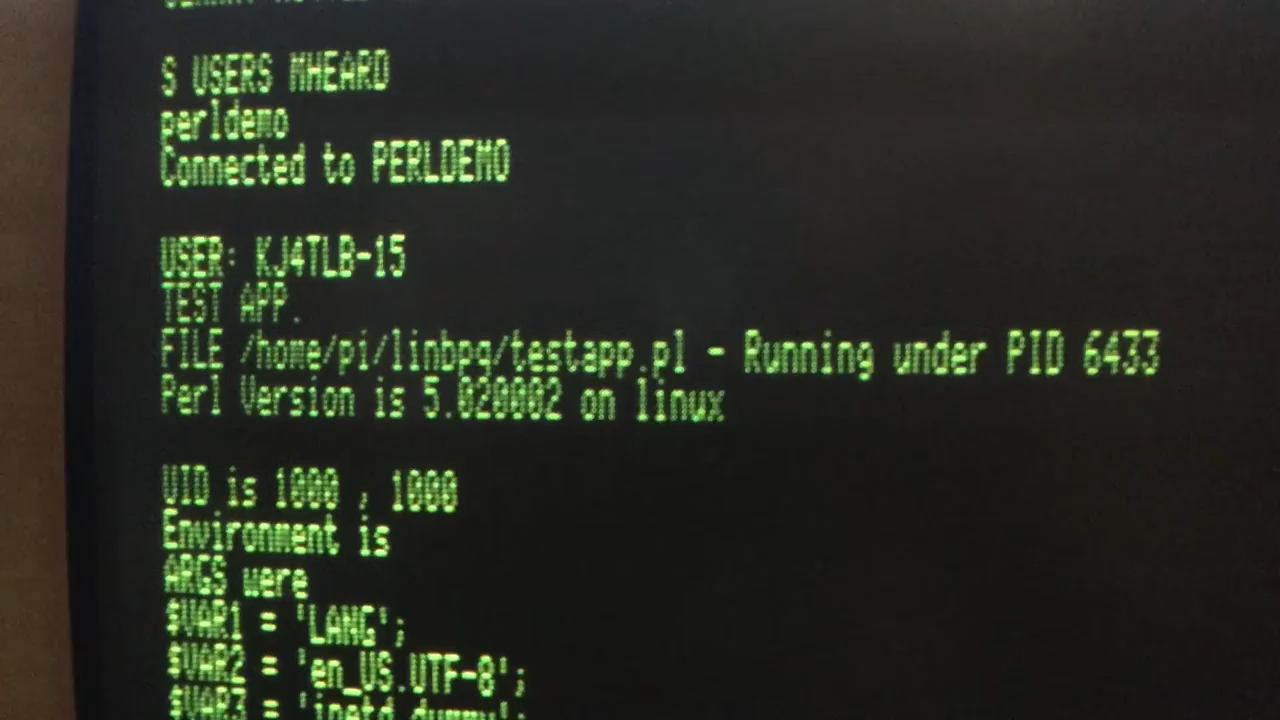 S USERS MHEARD
perldemo
Connected to PERLDEMO
USER: KJ4TLB-15
TEST APP.
FILE /home/pi/linbpq/testapp.pl - Running under PID 6433
Perl Version is 5.020002 on linux
UID is 1000 , 1000
Environment is
ARGS were
$VAR1 = 'LANG';
$VAR2 = 'en_US.UTF-8';
$VAR3 = 'inetd_dummy';